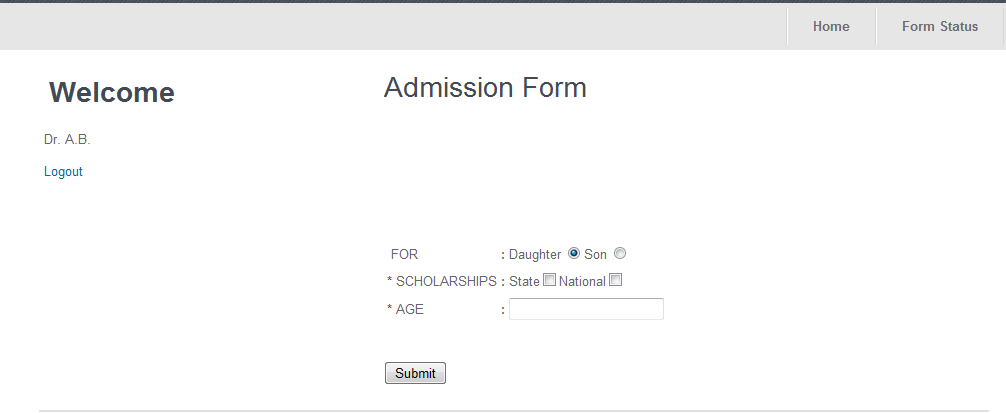 Home Form Status
Welcome
Admission Form
Dr. A.B.
Logout
FOR : Daughter Son
* SCHOLARSHIPS : State National
* AGE :
Submit